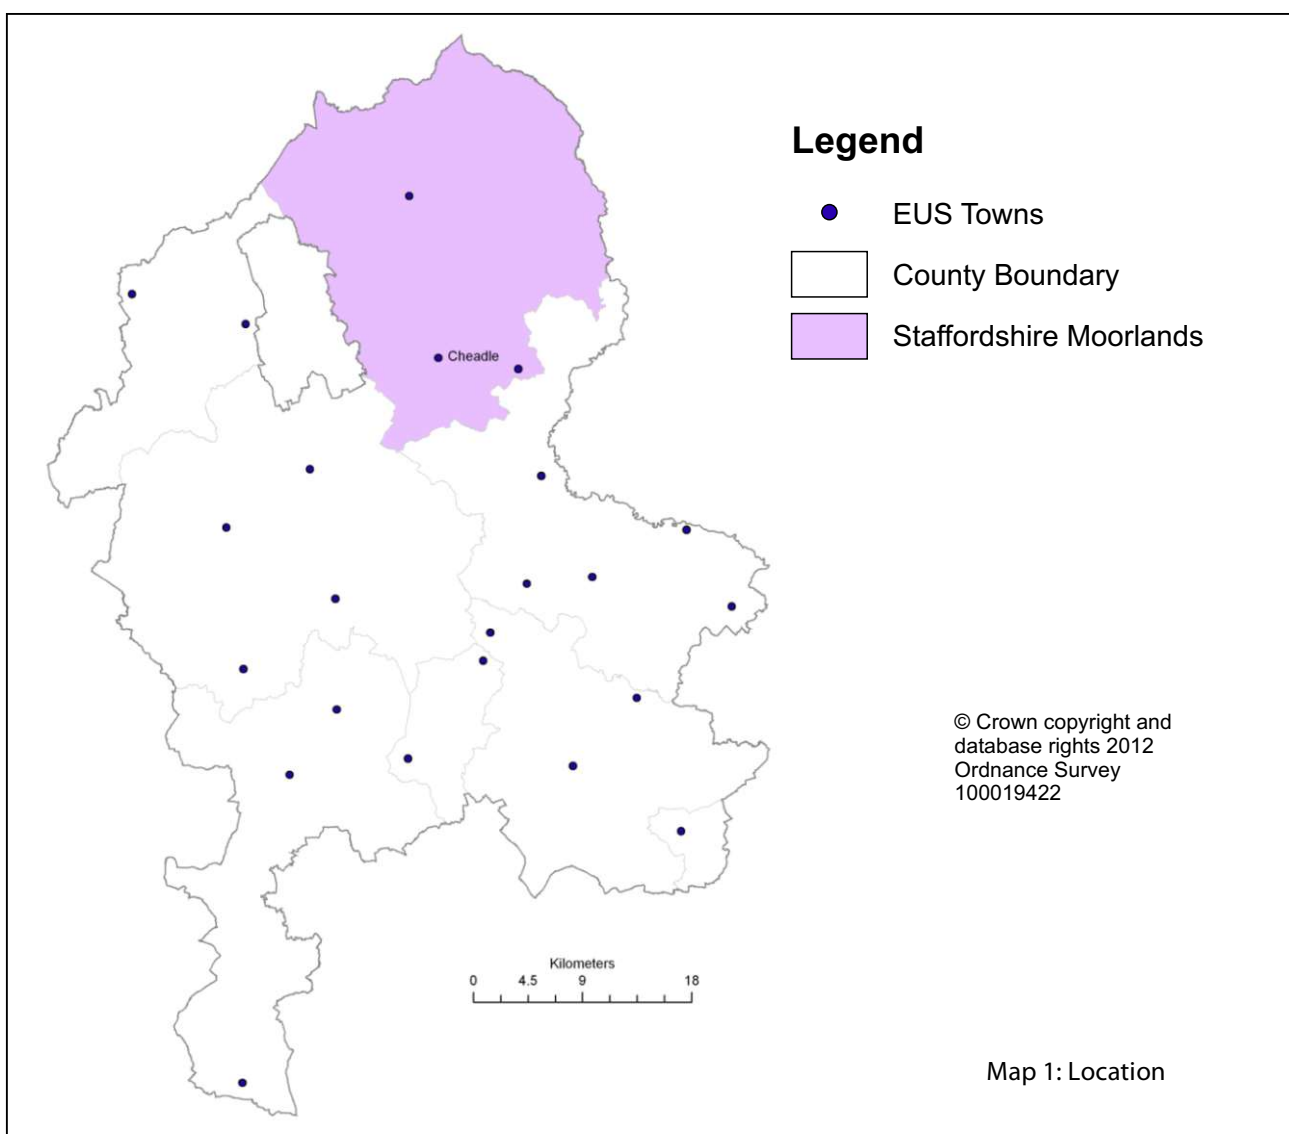 Legend
EUS Towns
County Boundary
Staffordshire Moorlands
Cheadle
© Crown copyright and
database rights 2012
Ordnance Survey
100019422
Kilometers
0 4.5 9 18
Map 1: Location